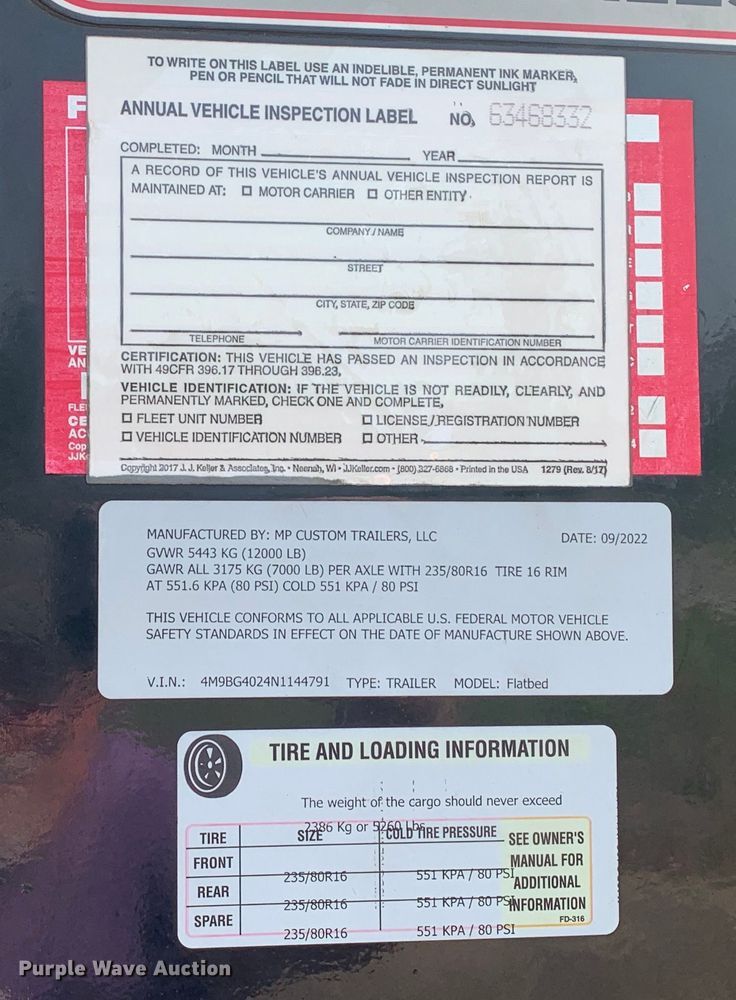 TO WRITE ON THIS LABEL USE AN INDELIBLE, PERMANENT INK MARKER,
PEN OR PENCIL THAT WILL NOT FADE IN DIRECT SUNLIGHT
ANNUAL VEHICLE INSPECTION LABEL NO. 63468332
COMPLETED: MONTH YEAR
A RECORD OF THIS VEHICLE'S ANNUAL VEHICLE INSPECTION REPORT IS
MAINTAINED AT: ☐ MOTOR CARRIER ☐ OTHER ENTITY
COMPANY/NAME
STREET
CITY, STATE, ZIP CODE
TELEPHONE MOTOR CARRIER IDENTIFICATION NUMBER
CERTIFICATION: THIS VEHICLE HAS PASSED AN INSPECTION IN ACCORDANCE
WITH 49CFR 396.17 THROUGH 396.23.
VEHICLE IDENTIFICATION: IF THE VEHICLE IS NOT READILY, CLEARLY, AND
PERMANENTLY MARKED, CHECK ONE AND COMPLETE.
☐ FLEET UNIT NUMBER ☐ LICENSE/REGISTRATION NUMBER
☐ VEHICLE IDENTIFICATION NUMBER ☐ OTHER
Copyright 2017 J. J. Keller & Associates, Inc. • Neenah, WI • JJKeller.com • (800) 327-6868 • Printed in the USA 1279 (Rev. 8/17)
MANUFACTURED BY: MP CUSTOM TRAILERS, LLC DATE: 09/2022
GVWR 5443 KG (12000 LB)
GAWR ALL 3175 KG (7000 LB) PER AXLE WITH 235/80R16 TIRE 16 RIM
AT 551.6 KPA (80 PSI) COLD 551 KPA / 80 PSI
THIS VEHICLE CONFORMS TO ALL APPLICABLE U.S. FEDERAL MOTOR VEHICLE
SAFETY STANDARDS IN EFFECT ON THE DATE OF MANUFACTURE SHOWN ABOVE.
V.I.N.: 4M9BG4024N1144791 TYPE: TRAILER MODEL: Flatbed
TIRE AND LOADING INFORMATION
The weight of the cargo should never exceed
2386 Kg or 5260 Lbs
TIRE SIZE COLD TIRE PRESSURE
FRONT 235/80R16 551 KPA / 80 PSI
REAR 235/80R16 551 KPA / 80 PSI
SPARE 235/80R16 551 KPA / 80 PSI
SEE OWNER'S
MANUAL FOR
ADDITIONAL
INFORMATION
FD-316
Purple Wave Auction